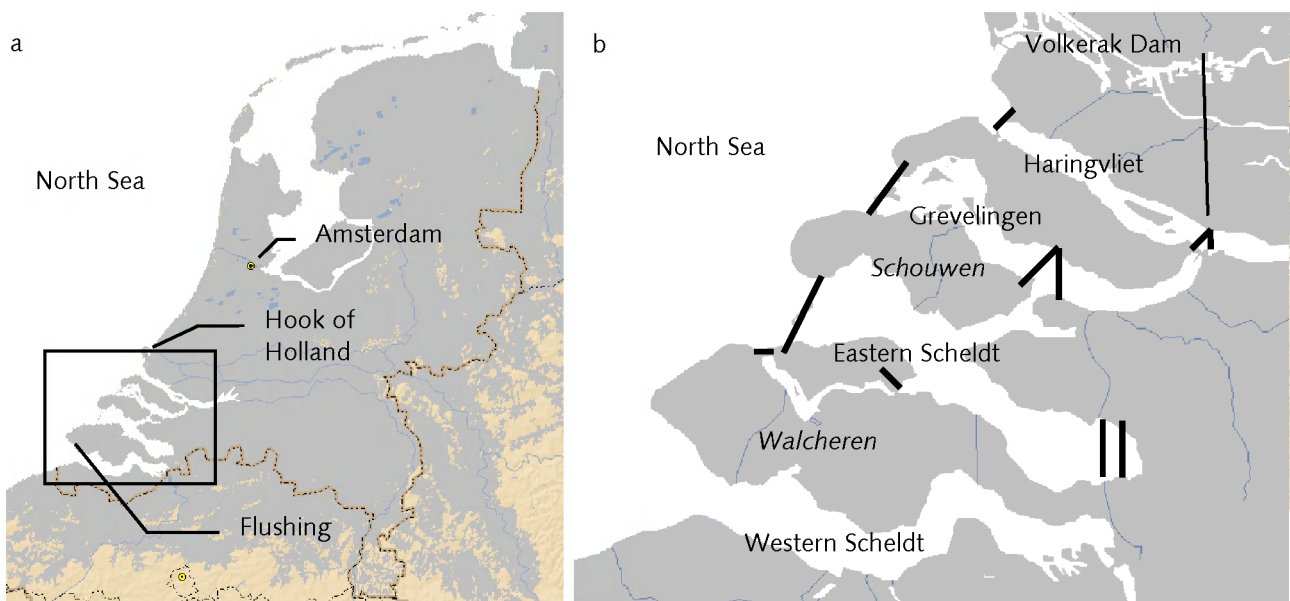 a
North Sea
Amsterdam
Hook of
Holland
Flushing
b
Volkerak Dam
North Sea
Haringvliet
Grevelingen
Schouwen
Eastern Scheldt
Walcheren
Western Scheldt